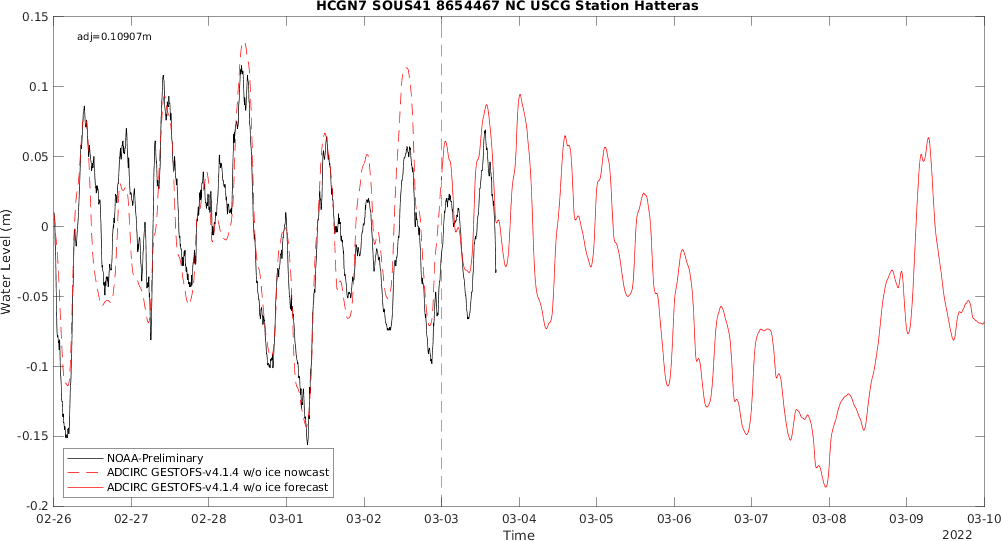 HCGN7 SOUS41 8654467 NC USCG Station Hatteras
adj=0.10907m
0.15
0.1
0.05
0
-0.05
-0.1
-0.15
-0.2
Water Level (m)
NOAA-Preliminary
ADCIRC GESTOFS-v4.1.4 w/o ice nowcast
ADCIRC GESTOFS-v4.1.4 w/o ice forecast
02-26 02-27 02-28 03-01 03-02 03-03 03-04 03-05 03-06 03-07 03-08 03-09 03-10
Time
2022